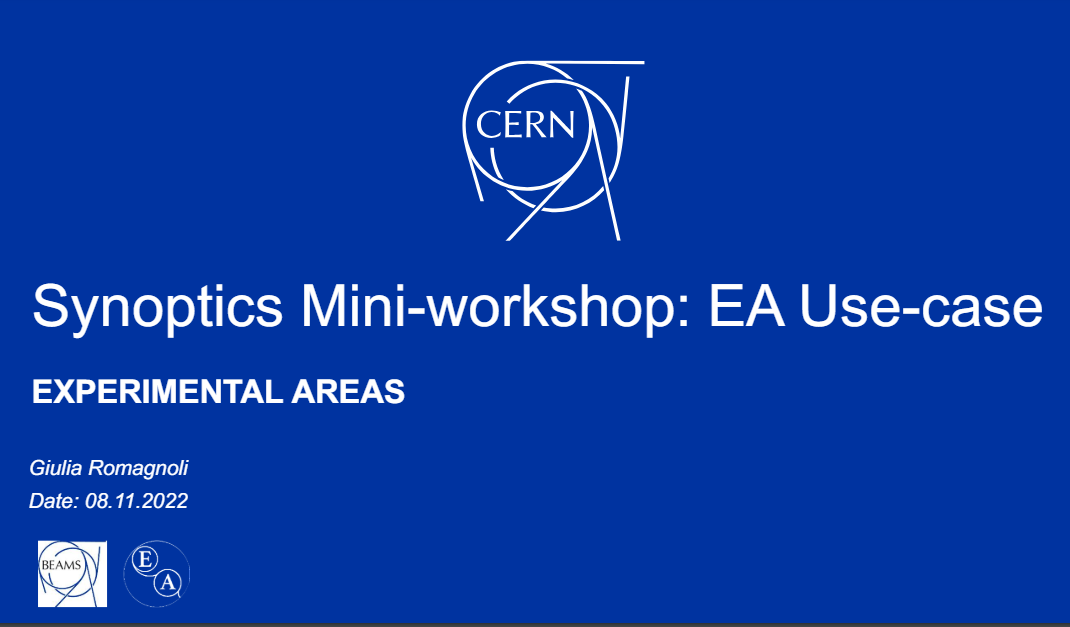 CERN
Synoptics Mini-workshop: EA Use-case
EXPERIMENTAL AREAS
Giulia Romagnoli
Date: 08.11.2022
BEAMS
E
A